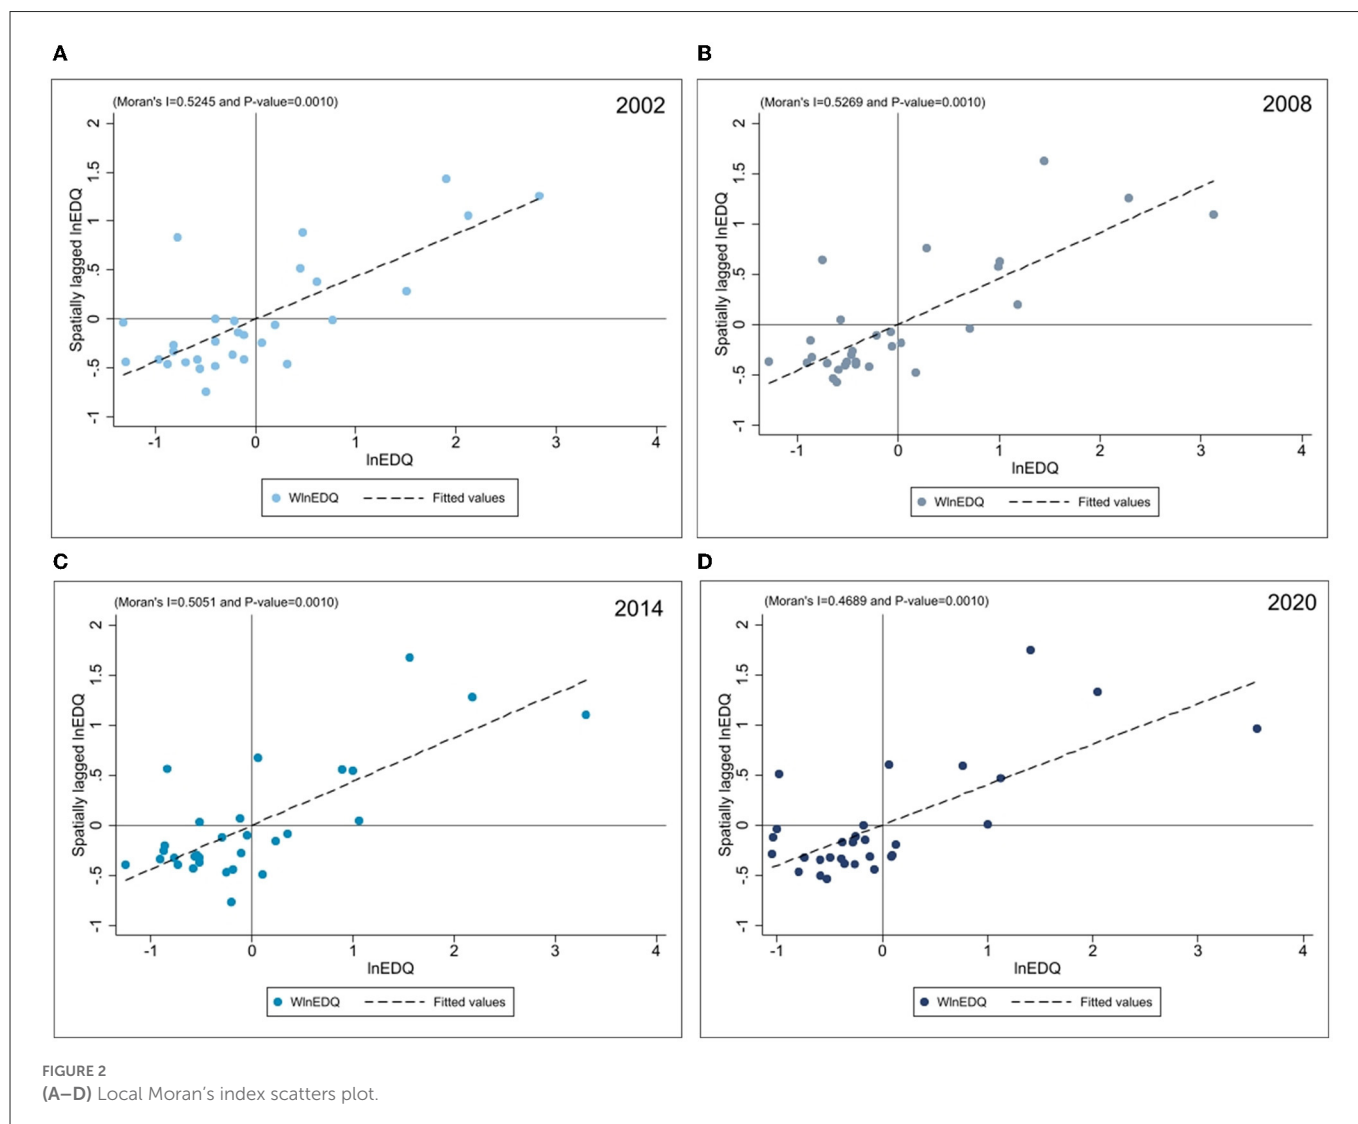 A
(Moran's I=0.5245 and P-value=0.0010)
2002
Spatially lagged lnEDQ
2
1.5
1
.5
0
-.5
-1
-1 0 1 2 3 4
lnEDQ
WlnEDQ Fitted values
B
(Moran's I=0.5269 and P-value=0.0010)
2008
Spatially lagged lnEDQ
2
1.5
1
.5
0
-.5
-1
-1 0 1 2 3 4
lnEDQ
WlnEDQ Fitted values
C
(Moran's I=0.5051 and P-value=0.0010)
2014
Spatially lagged lnEDQ
2
1.5
1
.5
0
-.5
-1
-1 0 1 2 3 4
lnEDQ
WlnEDQ Fitted values
D
(Moran's I=0.4689 and P-value=0.0010)
2020
Spatially lagged lnEDQ
2
1.5
1
.5
0
-.5
-1
-1 0 1 2 3 4
lnEDQ
WlnEDQ Fitted values
FIGURE 2
(A–D) Local Moran's index scatters plot.